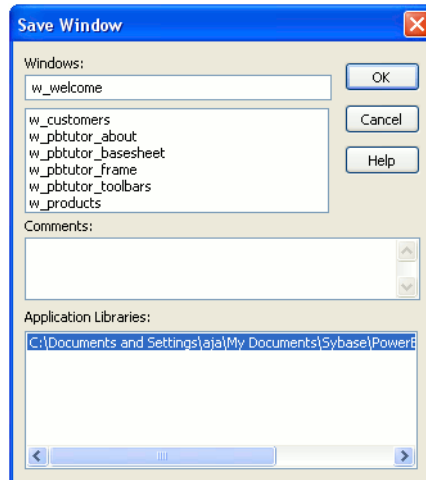 Save Window
Windows:
w_welcome
OK
w_customers
w_pbtutor_about
w_pbtutor_basesheet
w_pbtutor_frame
w_pbtutor_toolbars
w_products
Cancel
Help
Comments:
Application Libraries:
C:\Documents and Settings\aja\My Documents\Sybase\PowerB